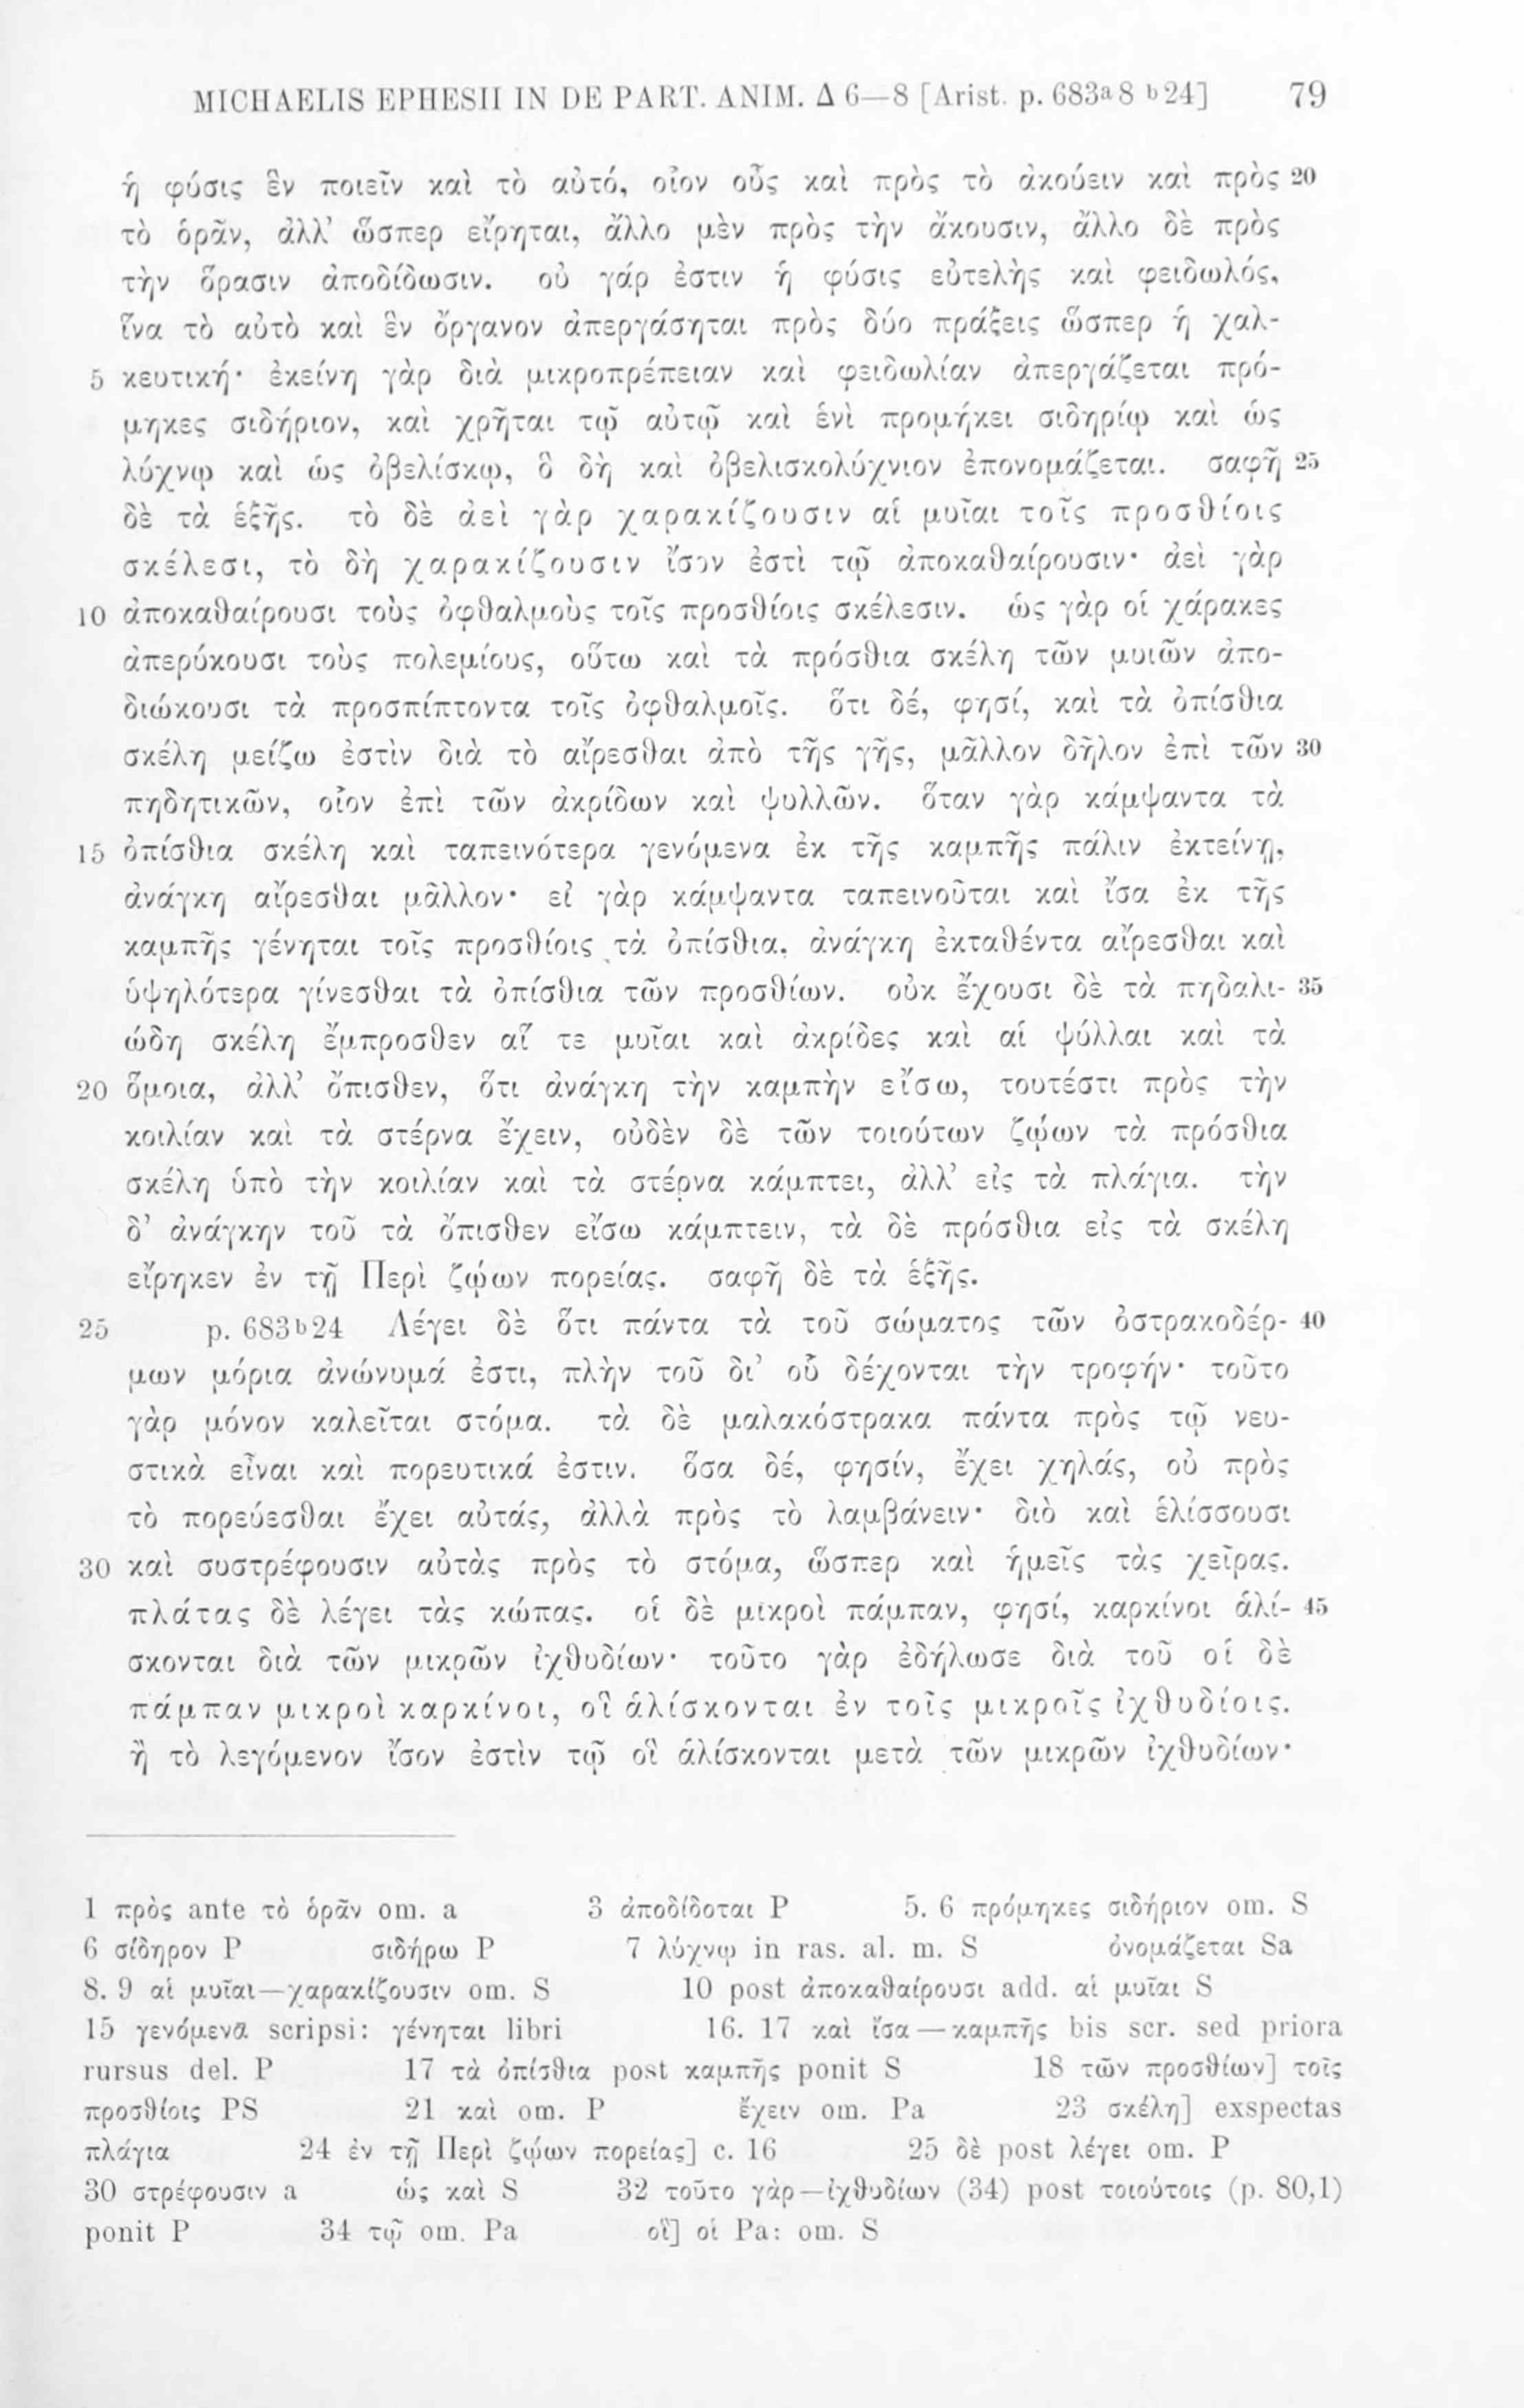 MICHAELIS EPHESII IN DE PART. ANIM. Δ 6—8 [Arist. p. 683a8 b24] 79
ἡ φύσις ἓν ποιεῖν καὶ τὸ αὐτό, οἷον οὖς καὶ πρὸς τὸ ἀκούειν καὶ πρὸς 20
τὸ ὁρᾶν, ἀλλ’ ὥσπερ εἴρηται, ἄλλο μὲν πρὸς τὴν ἄκουσιν, ἄλλο δὲ πρὸς
τὴν ὅρασιν ἀποδίδωσιν. οὐ γάρ ἐστιν ἡ φύσις εὐτελὴς καὶ φειδωλός,
ἵνα τὸ αὐτὸ καὶ ἓν ὄργανον ἀπεργάσηται πρὸς δύο πράξεις ὥσπερ ἡ χαλ-
5 κευτική· ἐκείνη γὰρ διὰ μικροπρέπειαν καὶ φειδωλίαν ἀπεργάζεται πρό-
μηκες σιδήριον, καὶ χρῆται τῷ αὐτῷ καὶ ἑνὶ προμήκει σιδηρίῳ καὶ ὡς
λύχνῳ καὶ ὡς ὀβελίσκῳ, ὃ δὴ καὶ ὀβελισκολύχνιον ἐπονομάζεται. σαφῆ 25
δὲ τὰ ἑξῆς. τὸ δὲ ἀεὶ γὰρ χαρακίζουσιν αἱ μυῖαι τοῖς προσθίοις
σκέλεσι, τὸ δὴ χαρακίζουσιν ἴσον ἐστὶ τῷ ἀποκαθαίρουσιν· ἀεὶ γὰρ
10 ἀποκαθαίρουσι τοὺς ὀφθαλμοὺς τοῖς προσθίοις σκέλεσιν. ὡς γὰρ οἱ χάρακες
ἀπερύκουσι τοὺς πολεμίους, οὕτω καὶ τὰ πρόσθια σκέλη τῶν μυιῶν ἀπο-
διώκουσι τὰ προσπίπτοντα τοῖς ὀφθαλμοῖς. ὅτι δέ, φησί, καὶ τὰ ὀπίσθια
σκέλη μείζω ἐστὶν διὰ τὸ αἴρεσθαι ἀπὸ τῆς γῆς, μᾶλλον δῆλον ἐπὶ τῶν 30
πηδητικῶν, οἷον ἐπὶ τῶν ἀκρίδων καὶ ψυλλῶν. ὅταν γὰρ κάμψαντα τὰ
15 ὀπίσθια σκέλη καὶ ταπεινότερα γενόμενα ἐκ τῆς καμπῆς πάλιν ἐκτείνῃ,
ἀνάγκη αἴρεσθαι μᾶλλον· εἰ γὰρ κάμψαντα ταπεινοῦται καὶ ἴσα ἐκ τῆς
καμπῆς γένηται τοῖς προσθίοις τὰ ὀπίσθια, ἀνάγκη ἐκταθέντα αἴρεσθαι καὶ
ὑψηλότερα γίνεσθαι τὰ ὀπίσθια τῶν προσθίων. οὐκ ἔχουσι δὲ τὰ πηδαλι- 35
ώδη σκέλη ἔμπροσθεν αἵ τε μυῖαι καὶ ἀκρίδες καὶ αἱ ψύλλαι καὶ τὰ
20 ὅμοια, ἀλλ’ ὄπισθεν, ὅτι ἀνάγκη τὴν καμπὴν εἴσω, τουτέστι πρὸς τὴν
κοιλίαν καὶ τὰ στέρνα ἔχειν, οὐδὲν δὲ τῶν τοιούτων ζῴων τὰ πρόσθια
σκέλη ὑπὸ τὴν κοιλίαν καὶ τὰ στέρνα κάμπτει, ἀλλ’ εἰς τὰ πλάγια. τὴν
δ’ ἀνάγκην τοῦ τὰ ὄπισθεν εἴσω κάμπτειν, τὰ δὲ πρόσθια εἰς τὰ σκέλη
εἴρηκεν ἐν τῇ Περὶ ζῴων πορείας. σαφῆ δὲ τὰ ἑξῆς.
25 p. 683b24 Λέγει δὲ ὅτι πάντα τὰ τοῦ σώματος τῶν ὀστρακοδέρ- 40
μων μόρια ἀνώνυμά ἐστι, πλὴν τοῦ δι’ οὗ δέχονται τὴν τροφήν· τοῦτο
γὰρ μόνον καλεῖται στόμα. τὰ δὲ μαλακόστρακα πάντα πρὸς τῷ νευ-
στικὰ εἶναι καὶ πορευτικά ἐστιν. ὅσα δέ, φησίν, ἔχει χηλάς, οὐ πρὸς
τὸ πορεύεσθαι ἔχει αὐτάς, ἀλλὰ πρὸς τὸ λαμβάνειν· διὸ καὶ ἑλίσσουσι
30 καὶ συστρέφουσιν αὐτὰς πρὸς τὸ στόμα, ὥσπερ καὶ ἡμεῖς τὰς χεῖρας.
πλάτας δὲ λέγει τὰς κώπας. οἱ δὲ μικροὶ πάμπαν, φησί, καρκίνοι ἁλί- 45
σκονται διὰ τῶν μικρῶν ἰχθυδίων· τοῦτο γὰρ ἐδήλωσε διὰ τοῦ οἱ δὲ
πάμπαν μικροὶ καρκίνοι, οἳ ἁλίσκονται ἐν τοῖς μικροῖς ἰχθυδίοις.
ἢ τὸ λεγόμενον ἴσον ἐστὶν τῷ οἳ ἁλίσκονται μετὰ τῶν μικρῶν ἰχθυδίων·
1 πρὸς ante τὸ ὁρᾶν om. a 3 ἀποδίδοται P 5. 6 πρόμηκες σιδήριον om. S
6 σίδηρον P σιδήρω P 7 λύχνῳ in ras. al. m. S ὀνομάζεται Sa
8. 9 αἱ μυῖαι—χαρακίζουσιν om. S 10 post ἀποκαθαίρουσι add. αἱ μυῖαι S
15 γενόμενα scripsi: γένηται libri 16. 17 καὶ ἴσα — καμπῆς bis scr. sed priora
rursus del. P 17 τὰ ὀπίσθια post καμπῆς ponit S 18 τῶν προσθίων] τοῖς
προσθίοις PS 21 καὶ om. P ἔχειν om. Pa 23 σκέλη] exspectas
πλάγια 24 ἐν τῇ Περὶ ζῴων πορείας] c. 16 25 δὲ post λέγει om. P
30 στρέφουσιν a ὡς καὶ S 32 τοῦτο γὰρ—ἰχθυδίων (34) post τοιούτοις (p. 80,1)
ponit P 34 τῷ om. Pa οἳ] οἱ Pa: om. S